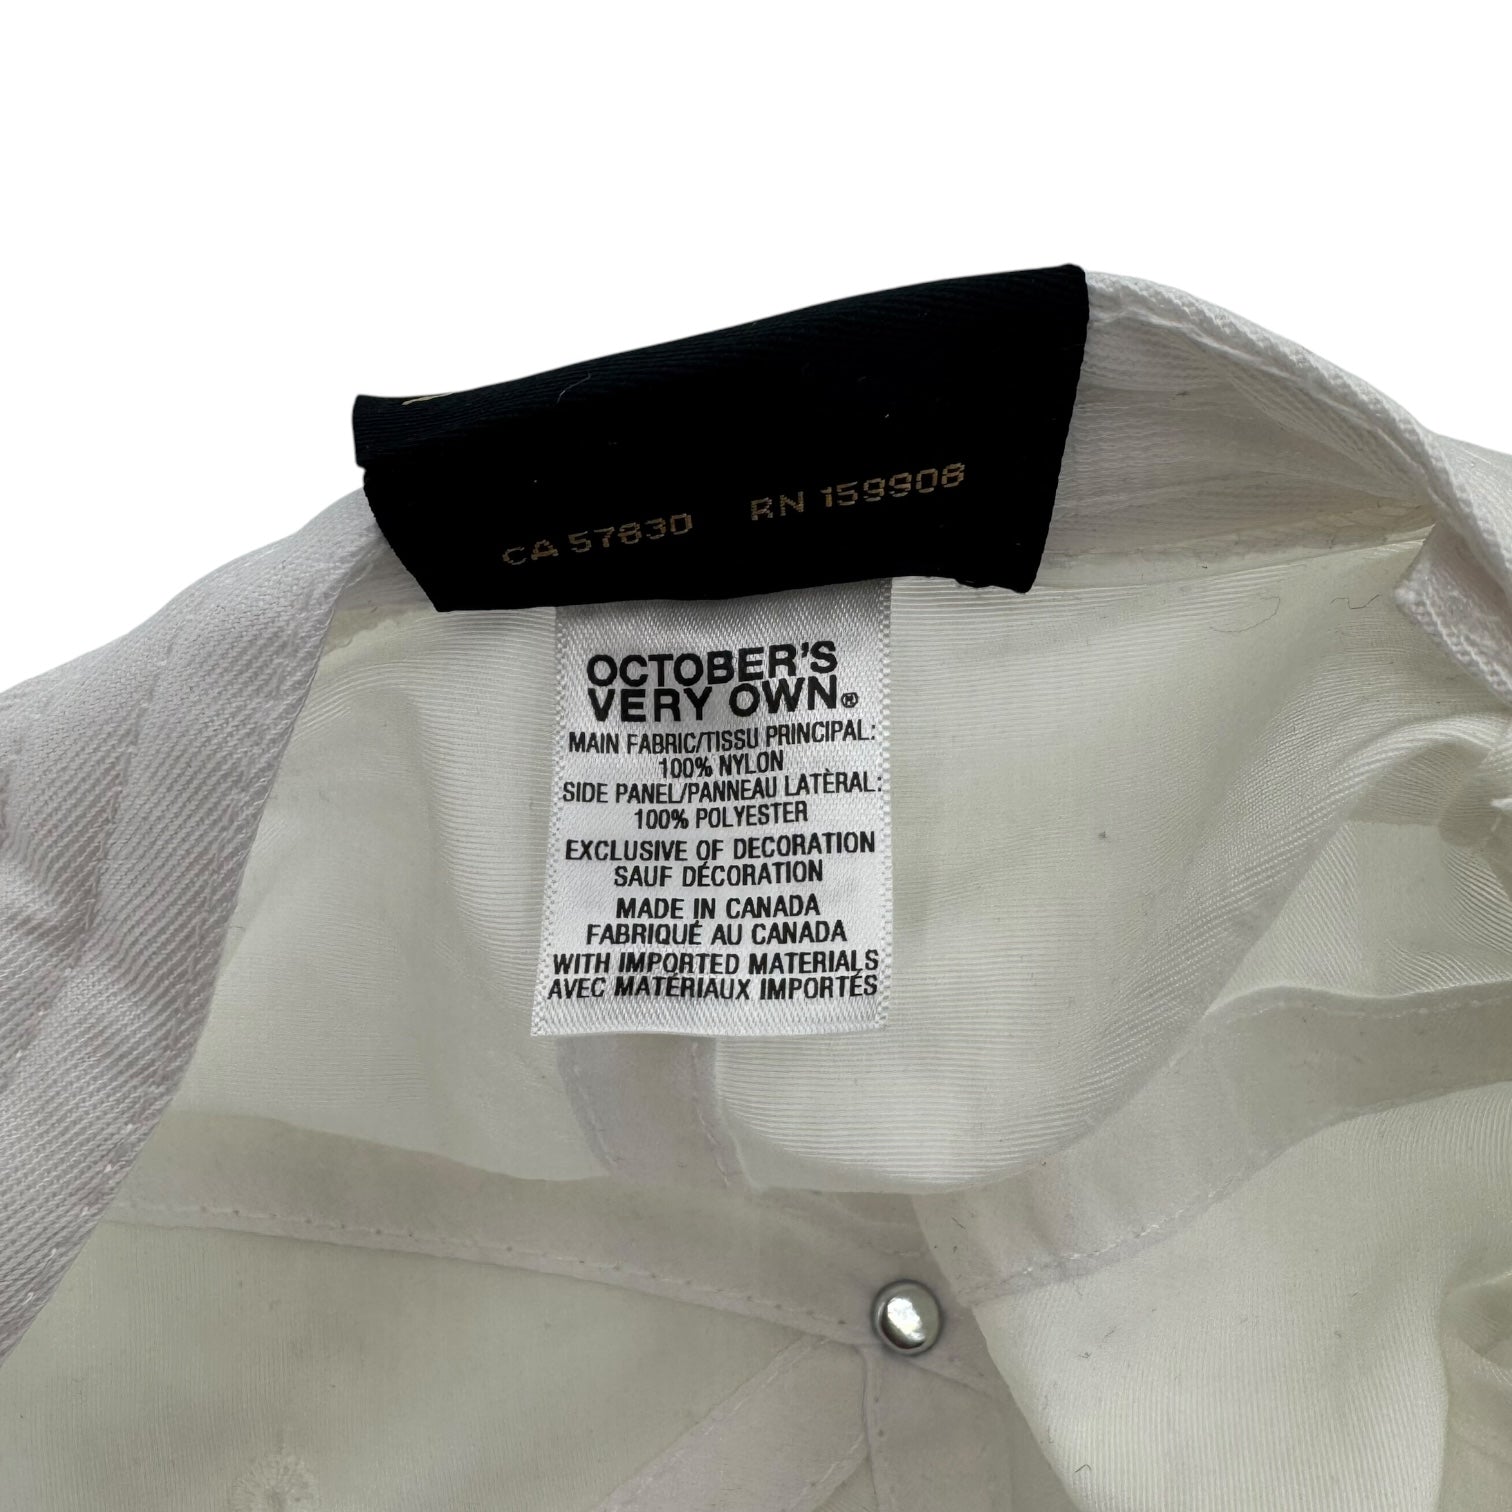 CA 57830 RN 159908
OCTOBER'S
VERY OWN®
MAIN FABRIC/TISSU PRINCIPAL:
100% NYLON
SIDE PANEL/PANNEAU LATÈRAL:
100% POLYESTER
EXCLUSIVE OF DECORATION
SAUF DÉCORATION
MADE IN CANADA
FABRIQUÉ AU CANADA
WITH IMPORTED MATERIALS
AVEC MATÉRIAUX IMPORTÉS